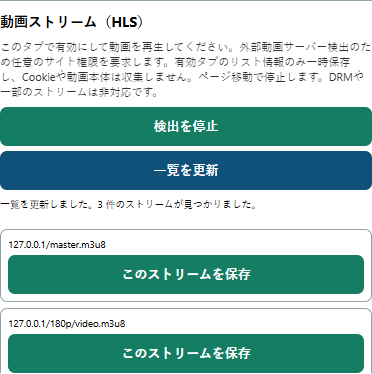 動画ストリーム（HLS）
このタブで有効にして動画を再生してください。外部動画サーバー検出のた
め任意のサイト権限を要求します。有効タブのリスト情報のみ一時保存
し、Cookieや動画本体は収集しません。ページ移動で停止します。DRMや
一部のストリームは非対応です。
検出を停止
一覧を更新
一覧を更新しました。3 件のストリームが見つかりました。
127.0.0.1/master.m3u8
このストリームを保存
127.0.0.1/180p/video.m3u8
このストリームを保存